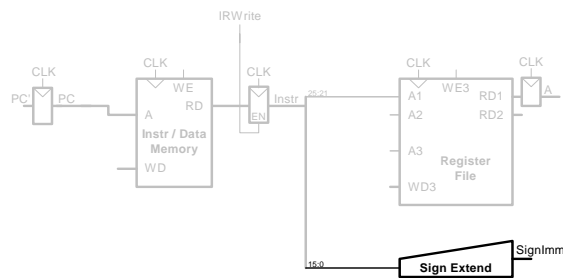 IRWrite
CLK
CLK
CLK
CLK
CLK
PC'
PC
WE
A
RD
Instr / Data
Memory
WD
EN
Instr
25:21
A1
A2
A3
WD3
WE3
RD1
RD2
Register
File
A
15:0
Sign Extend
SignImm